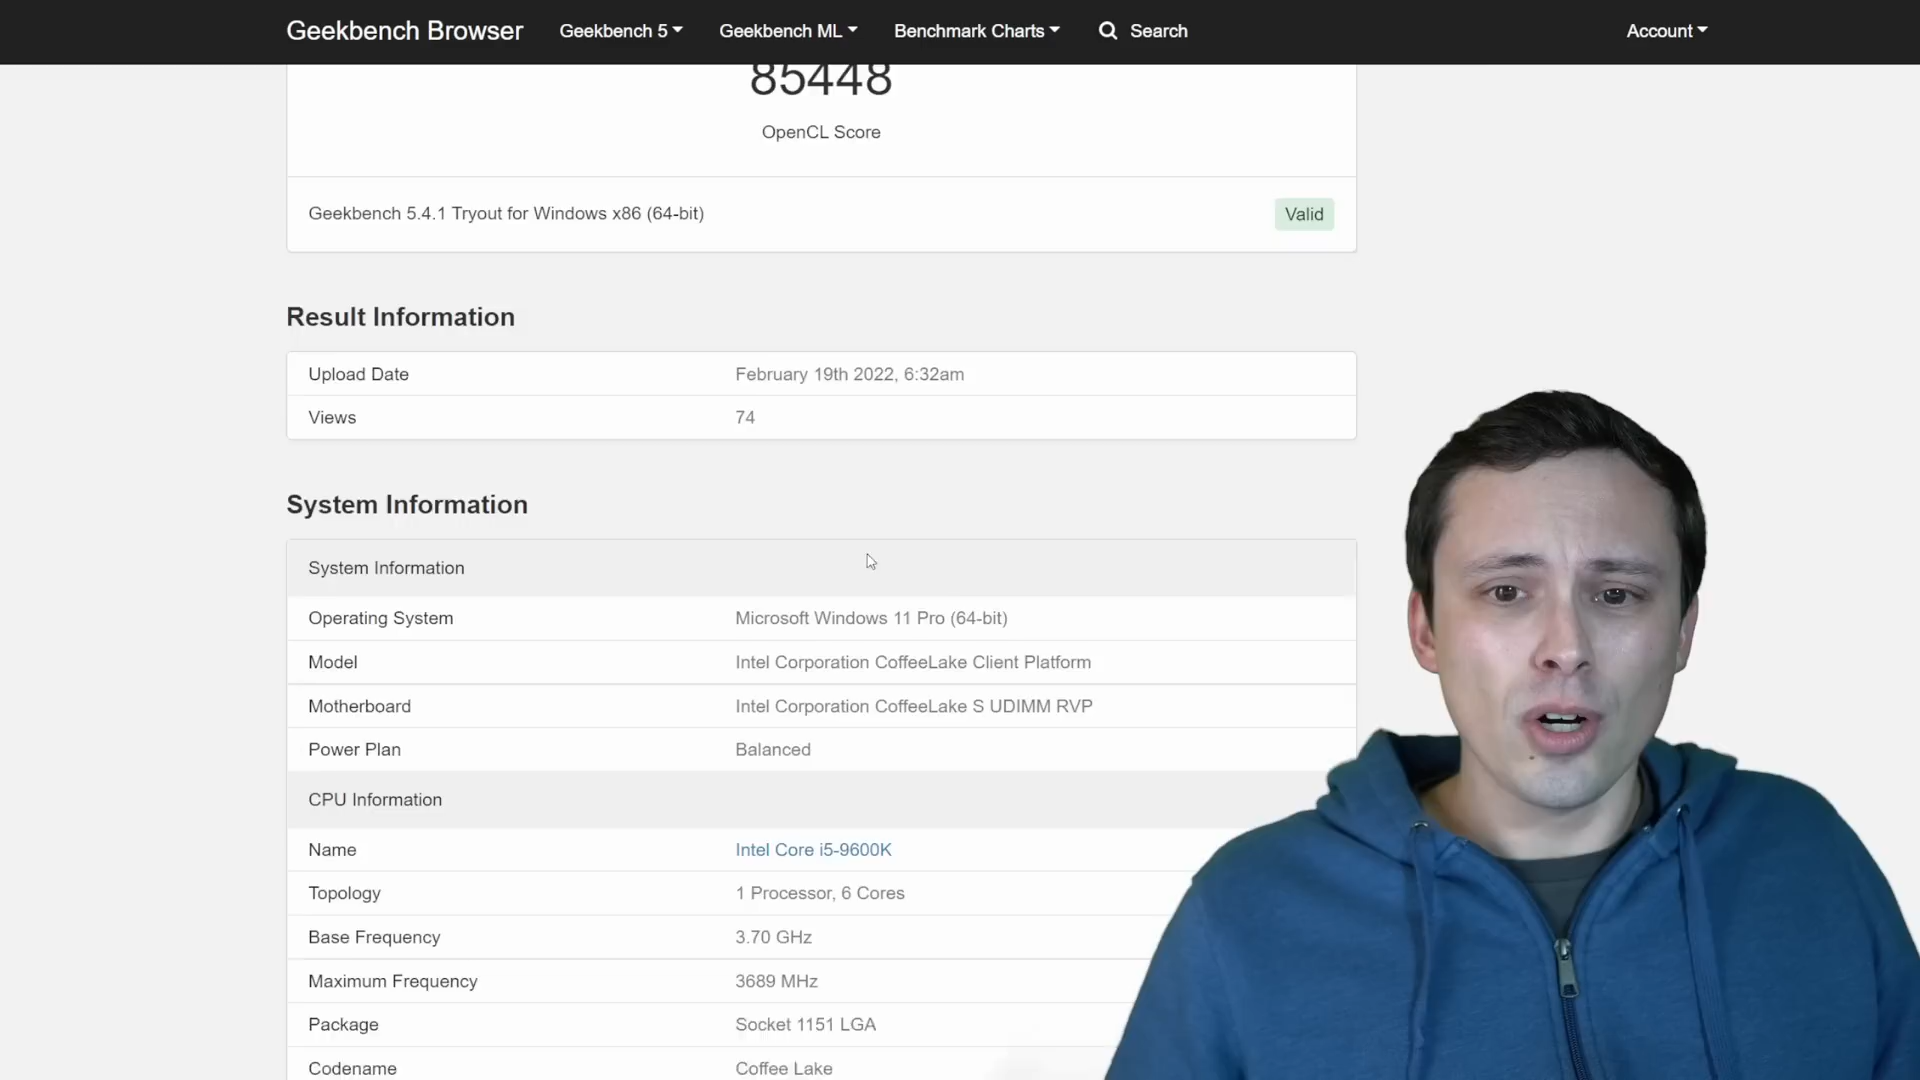 Geekbench Browser Geekbench 5 Geekbench ML Benchmark Charts Search Account
85448
OpenCL Score
Geekbench 5.4.1 Tryout for Windows x86 (64-bit) Valid
Result Information
Upload Date February 19th 2022, 6:32am
Views 74
System Information
System Information
Operating System Microsoft Windows 11 Pro (64-bit)
Model Intel Corporation CoffeeLake Client Platform
Motherboard Intel Corporation CoffeeLake S UDIMM RVP
Power Plan Balanced
CPU Information
Name Intel Core i5-9600K
Topology 1 Processor, 6 Cores
Base Frequency 3.70 GHz
Maximum Frequency 3689 MHz
Package Socket 1151 LGA
Codename Coffee Lake